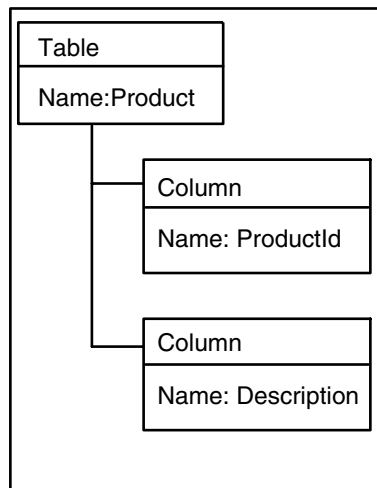 Table
Name:Product
Column
Name: ProductId
Column
Name: Description